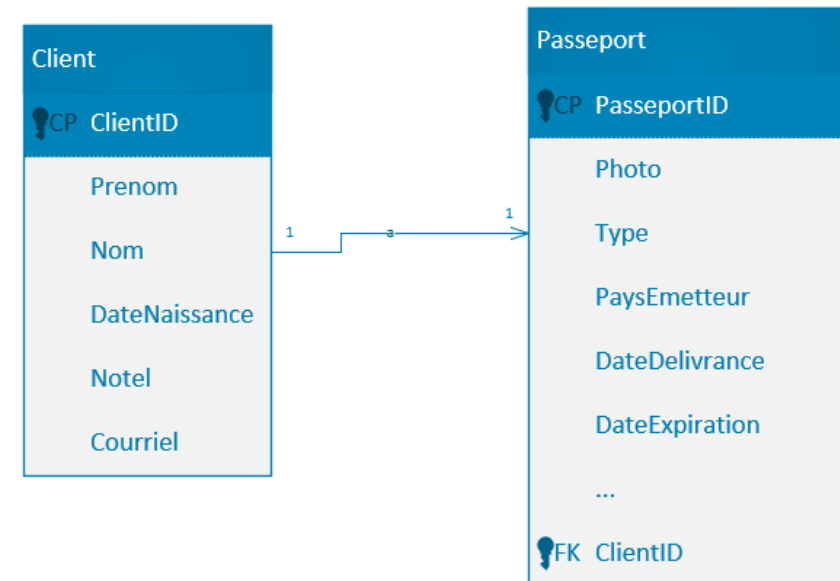 Client
CP ClientID
Prenom
Nom
DateNaissance
Notel
Courriel
1
a
1
Passeport
CP PasseportID
Photo
Type
PaysEmetteur
DateDelivrance
DateExpiration
...
FK ClientID